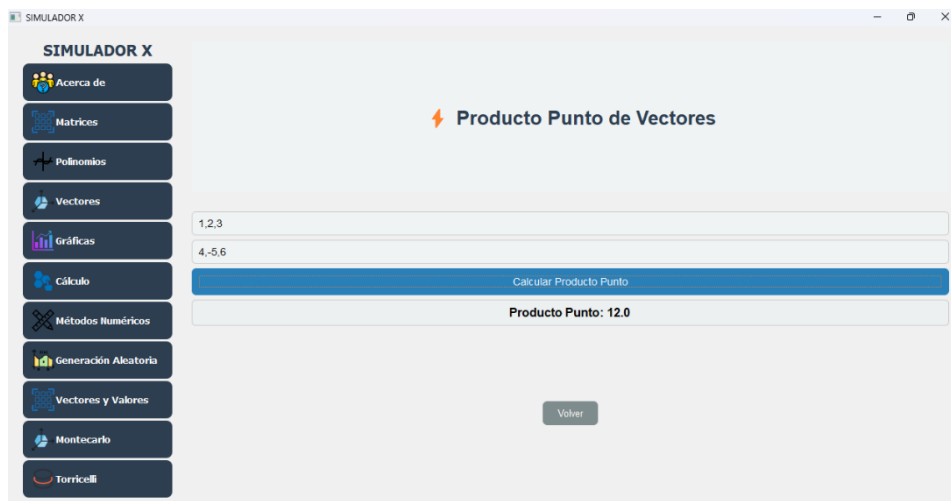 SIMULADOR X
SIMULADOR X
Acerca de
Matrices
Polinomios
Vectores
Gráficas
Cálculo
Métodos Numéricos
Generación Aleatoria
Vectores y Valores
Montecarlo
Torricelli
Producto Punto de Vectores
1,2,3
4,-5,6
Calcular Producto Punto
Producto Punto: 12.0
Volver